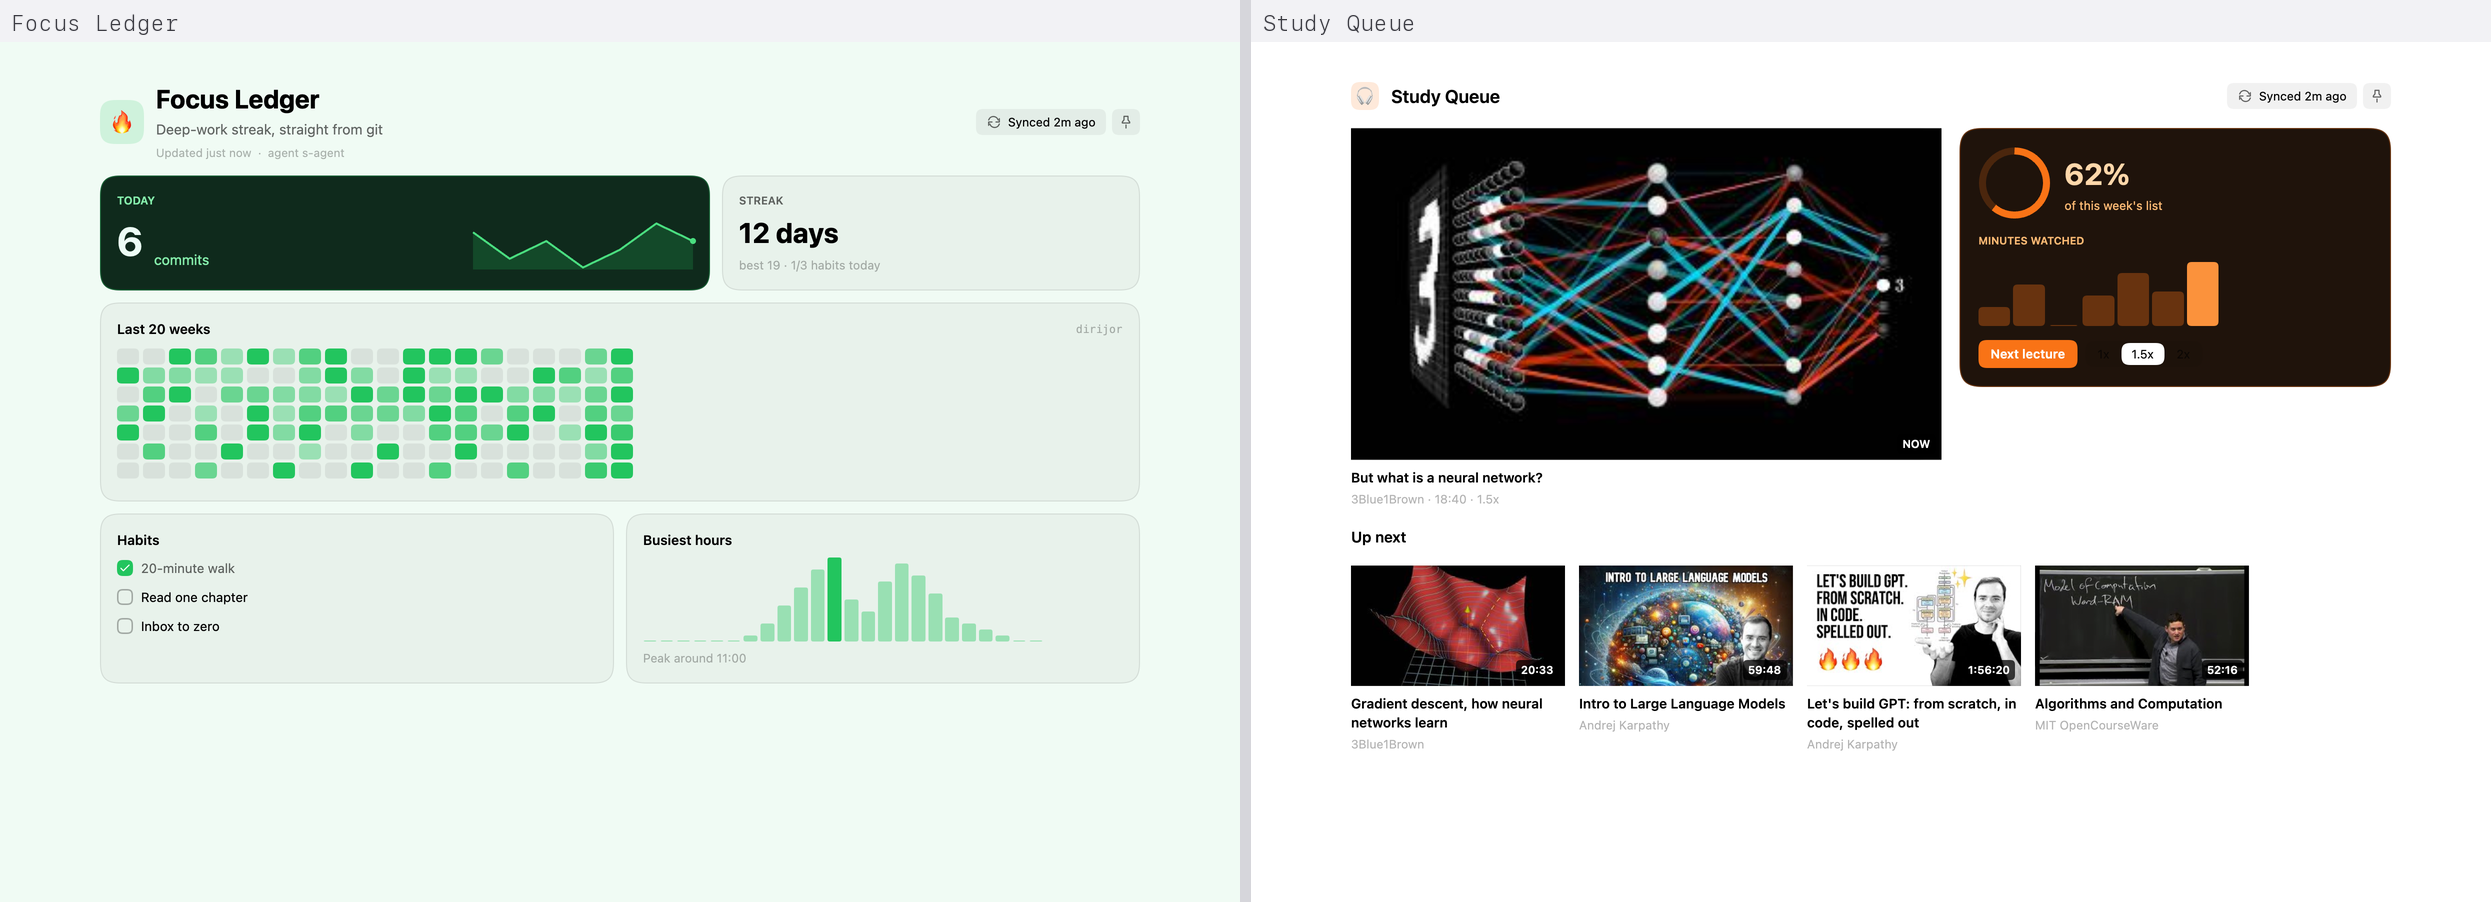 Focus Ledger
Focus Ledger
Deep-work streak, straight from git
Updated just now · agent s-agent
Synced 2m ago
TODAY
6 commits
STREAK
12 days
best 19 · 1/3 habits today
Last 20 weeks
dirijor
Habits
20-minute walk
Read one chapter
Inbox to zero
Busiest hours
Peak around 11:00
Study Queue
Study Queue
Synced 2m ago
3
3
NOW
But what is a neural network?
3Blue1Brown · 18:40 · 1.5x
62%
of this week's list
MINUTES WATCHED
Next lecture
1x
1.5x
2x
Up next
20:33
Gradient descent, how neural
networks learn
3Blue1Brown
INTRO TO LARGE LANGUAGE MODELS
59:48
Intro to Large Language Models
Andrej Karpathy
LET'S BUILD GPT.
FROM SCRATCH.
IN CODE.
SPELLED OUT.
1:56:20
Let's build GPT: from scratch, in
code, spelled out
Andrej Karpathy
Model of Computation
Word-RAM
52:16
Algorithms and Computation
MIT OpenCourseWare